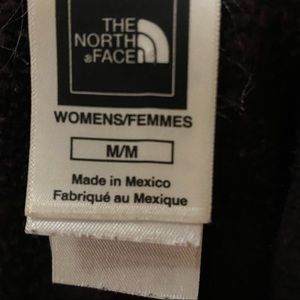 THE
NORTH
FACE
WOMENS/FEMMES
M/M
Made in Mexico
Fabriqué au Mexique